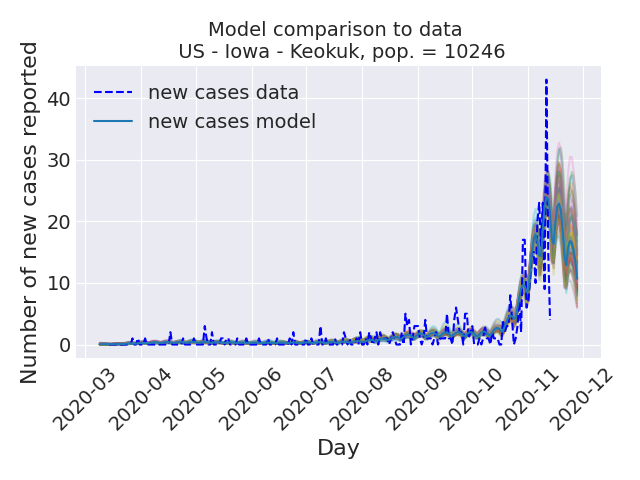 Model comparison to data
US - Iowa - Keokuk, pop. = 10246
Number of new cases reported
40
30
20
10
0
new cases data
new cases model
2020-03
2020-04
2020-05
2020-06
2020-07
2020-08
2020-09
2020-10
2020-11
2020-12
Day